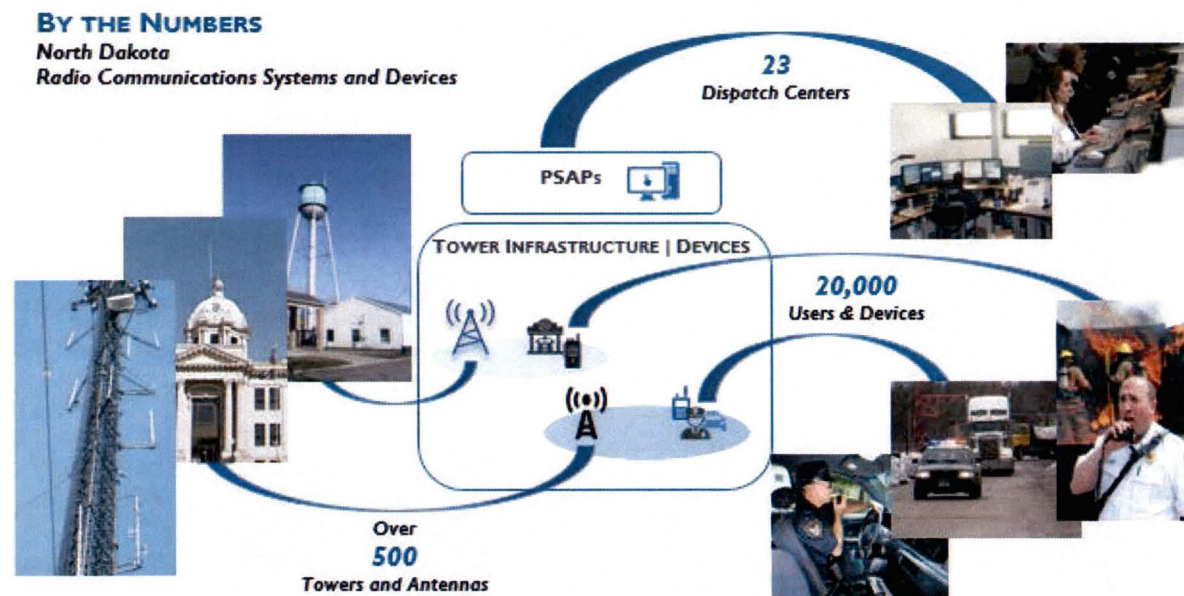 BY THE NUMBERS
North Dakota
Radio Communications Systems and Devices
23
Dispatch Centers
PSAPs
TOWER INFRASTRUCTURE | DEVICES
20,000
Users & Devices
Over
500
Towers and Antennas